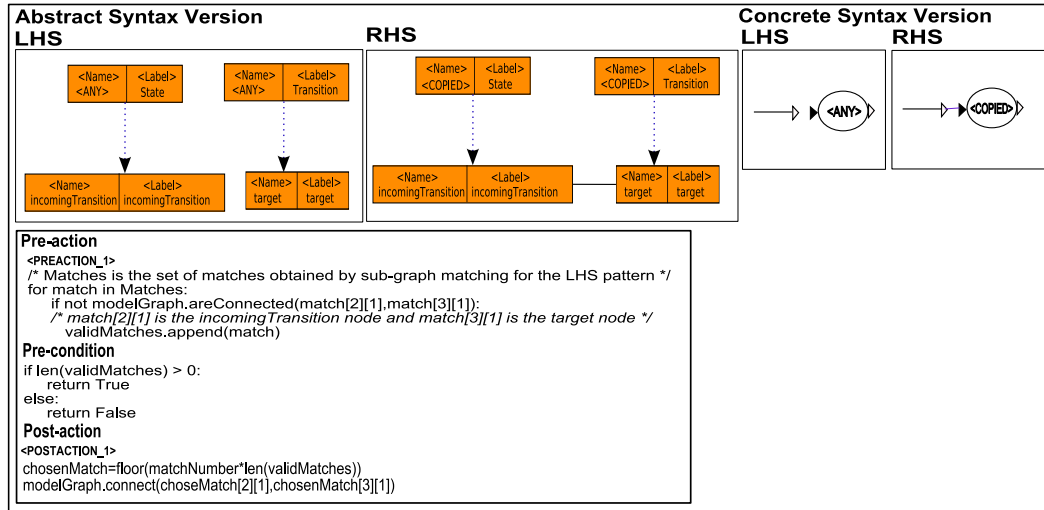 Abstract Syntax Version
LHS
RHS
<Name> <Label>
<ANY> State
<Name> <Label>
<ANY> Transition
<Name> <Label>
incomingTransition incomingTransition
<Name> <Label>
target target
<Name> <Label>
<COPIED> State
<Name> <Label>
<COPIED> Transition
<Name> <Label>
incomingTransition incomingTransition
<Name> <Label>
target target
Concrete Syntax Version
LHS
RHS
<ANY>
<COPIED>
Pre-action
<PREACTION_1>
/* Matches is the set of matches obtained by sub-graph matching for the LHS pattern */
for match in Matches:
if not modelGraph.areConnected(match[2][1],match[3][1]):
/* match[2][1] is the incomingTransition node and match[3][1] is the target node */
validMatches.append(match)
Pre-condition
if len(validMatches) > 0:
return True
else:
return False
Post-action
<POSTACTION_1>
chosenMatch=floor(matchNumber*len(validMatches))
modelGraph.connect(choseMatch[2][1],chosenMatch[3][1])